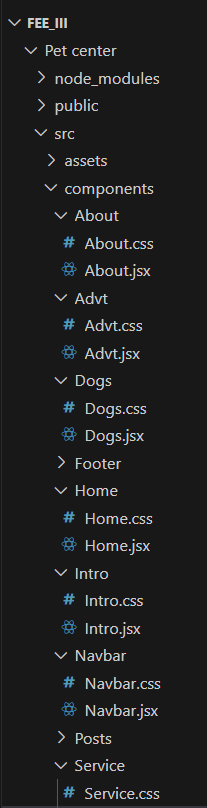 FEE_III
Pet center
node_modules
public
src
assets
components
About
# About.css
About.jsx
Advt
# Advt.css
Advt.jsx
Dogs
# Dogs.css
Dogs.jsx
Footer
Home
# Home.css
Home.jsx
Intro
# Intro.css
Intro.jsx
Navbar
# Navbar.css
Navbar.jsx
Posts
Service
# Service.css